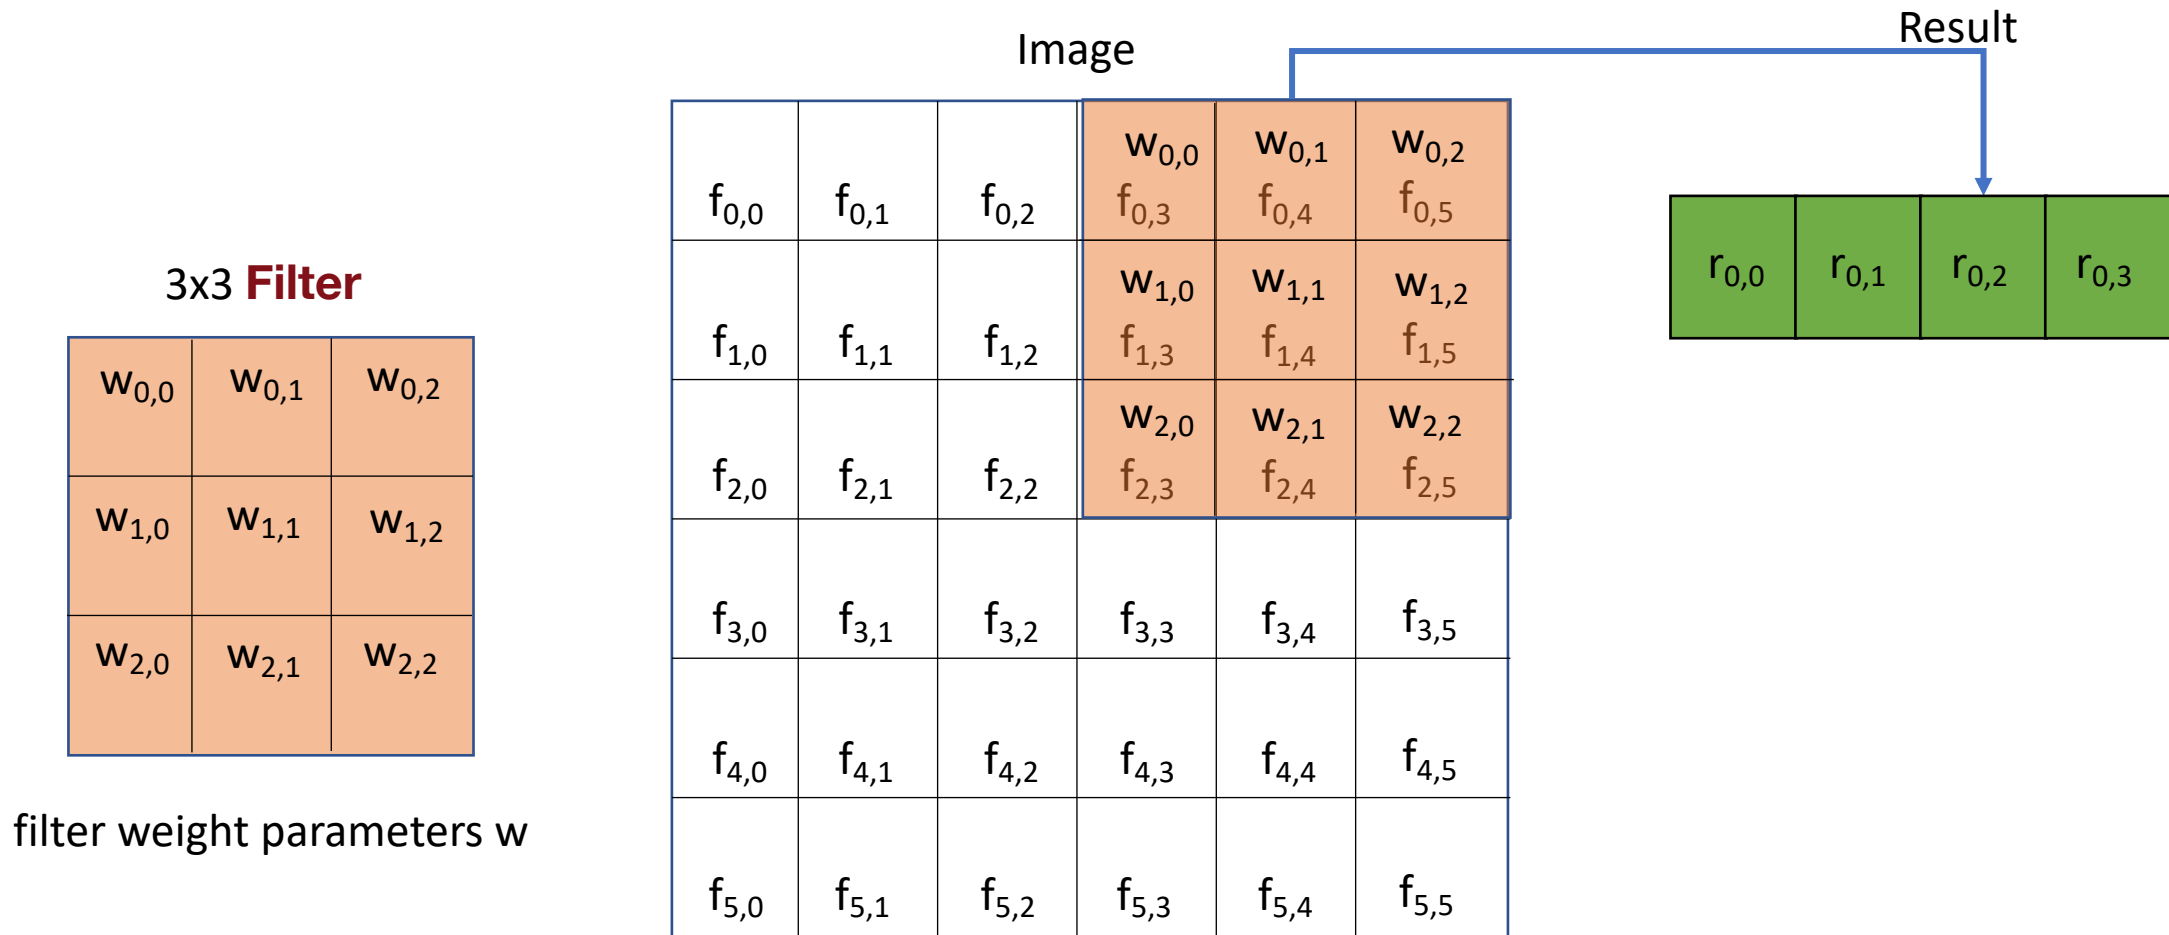 Image
Result
3x3 Filter
w0,0 w0,1 w0,2
w1,0 w1,1 w1,2
w2,0 w2,1 w2,2
filter weight parameters w
w0,0 w0,1 w0,2
f0,0 f0,1 f0,2 f0,3 f0,4 f0,5
w1,0 w1,1 w1,2
f1,0 f1,1 f1,2 f1,3 f1,4 f1,5
w2,0 w2,1 w2,2
f2,0 f2,1 f2,2 f2,3 f2,4 f2,5
f3,0 f3,1 f3,2 f3,3 f3,4 f3,5
f4,0 f4,1 f4,2 f4,3 f4,4 f4,5
f5,0 f5,1 f5,2 f5,3 f5,4 f5,5
r0,0 r0,1 r0,2 r0,3